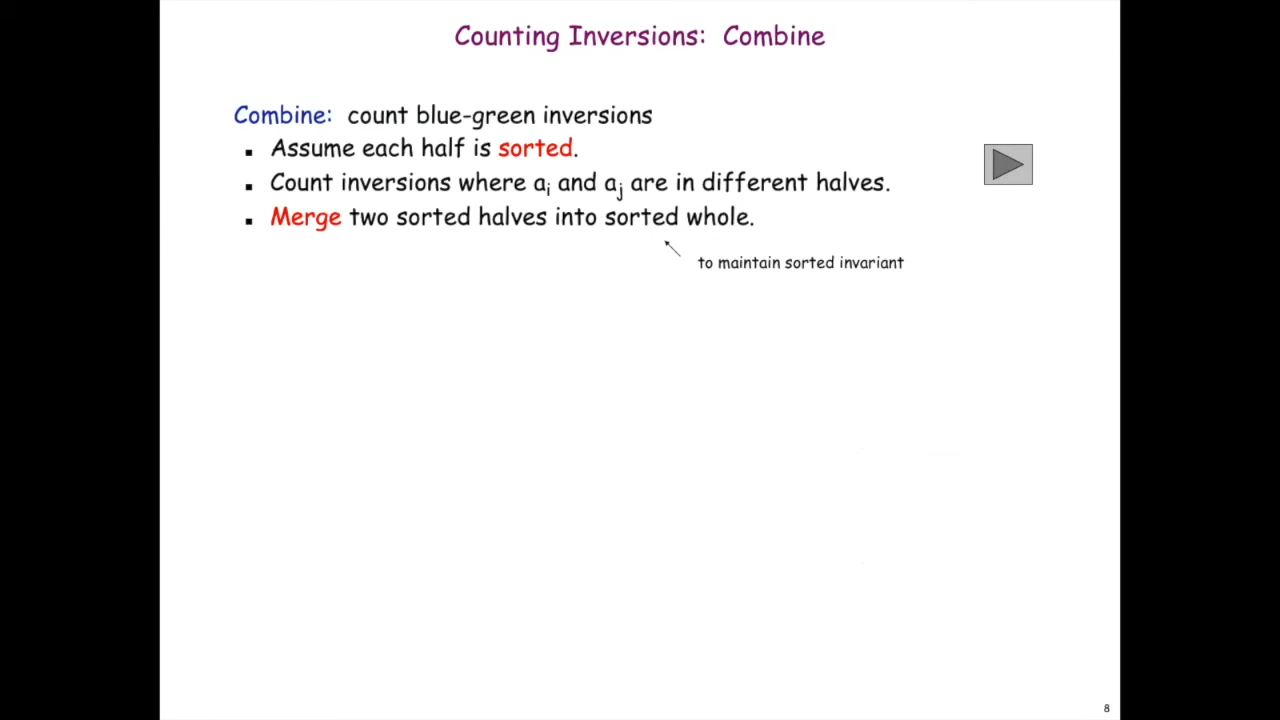 Counting Inversions: Combine
Combine: count blue-green inversions
▪ Assume each half is sorted.
▪ Count inversions where ai and aj are in different halves.
▪ Merge two sorted halves into sorted whole.
to maintain sorted invariant
8